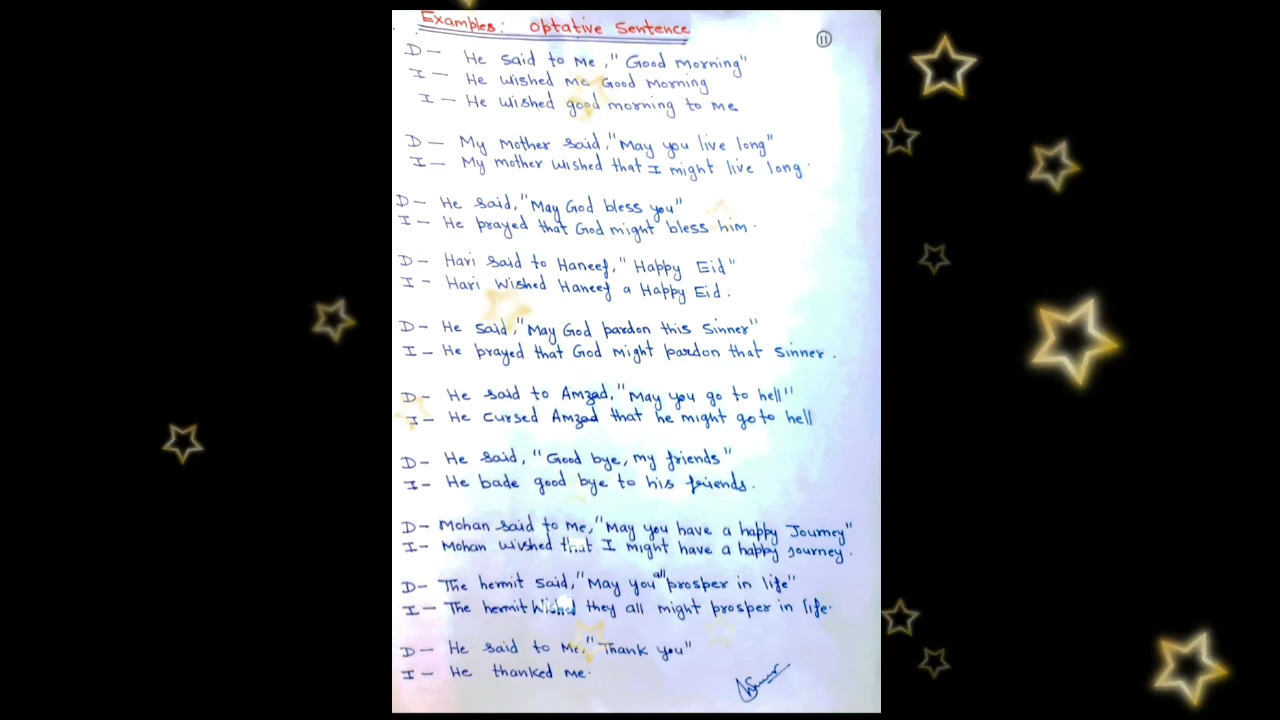 Examples: Optative Sentence
11
D- He said to me, "Good morning"
I- He wished me Good morning
I- He wished good morning to me
D- My mother said, "May you live long"
I- My mother wished that I might live long.
D- He said, "May God bless you"
I- He prayed that God might bless him.
D- Hari said to Haneef, "Happy Eid"
I- Hari wished Haneef a Happy Eid.
D- He said, "May God pardon this sinner"
I- He prayed that God might pardon that sinner.
D- He said to Amzad, "May you go to hell"
I- He cursed Amzad that he might go to hell
D- He said, "Good bye, my friends"
I- He bade good bye to his friends.
D- Mohan said to me, "May you have a happy Journey"
I- Mohan wished that I might have a happy journey.
D- The hermit said, "May you all prosper in life"
I- The hermit wished they all might prosper in life.
D- He said to me, "Thank you"
I- He thanked me.